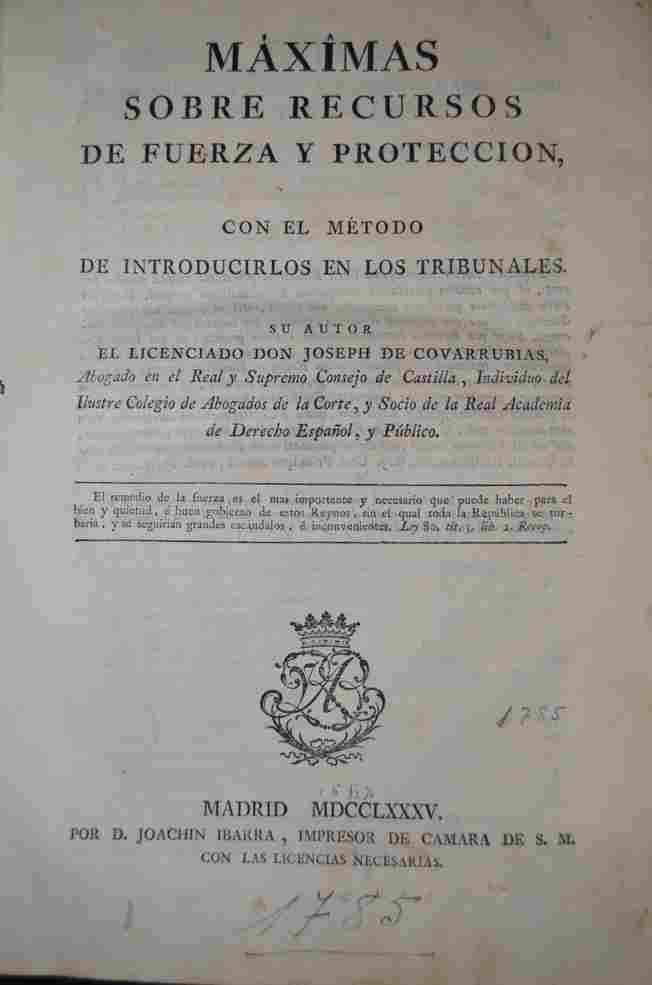 MÁXÎMAS
SOBRE RECURSOS
DE FUERZA Y PROTECCION,
CON EL MÉTODO
DE INTRODUCIRLOS EN LOS TRIBUNALES.
SU AUTOR
EL LICENCIADO DON JOSEPH DE COVARRUBIAS,
Abogado en el Real y Supremo Consejo de Castilla, Individuo del
Ilustre Colegio de Abogados de la Corte, y Socio de la Real Academia
de Derecho Español, y Público.
El remedio de la fuerza es el mas importante y necesario que puede haber para el
bien y quietud, é buen gobierno de estos Reynos, sin el qual toda la República se tur-
baria, y se seguirian grandes escándalos, é inconvenientes. Ley 80. tit. 5. lib. 2. Recop.
1785
MADRID MDCCLXXXV.
POR D. JOACHIN IBARRA, IMPRESOR DE CAMARA DE S. M.
CON LAS LICENCIAS NECESARIAS.
1785